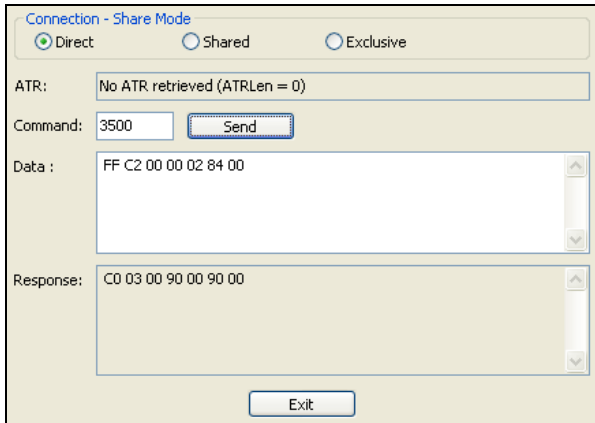 Connection - Share Mode
Direct Shared Exclusive
ATR: No ATR retrieved (ATRLen = 0)
Command: 3500 Send
Data : FF C2 00 00 02 84 00
Response: C0 03 00 90 00 90 00
Exit